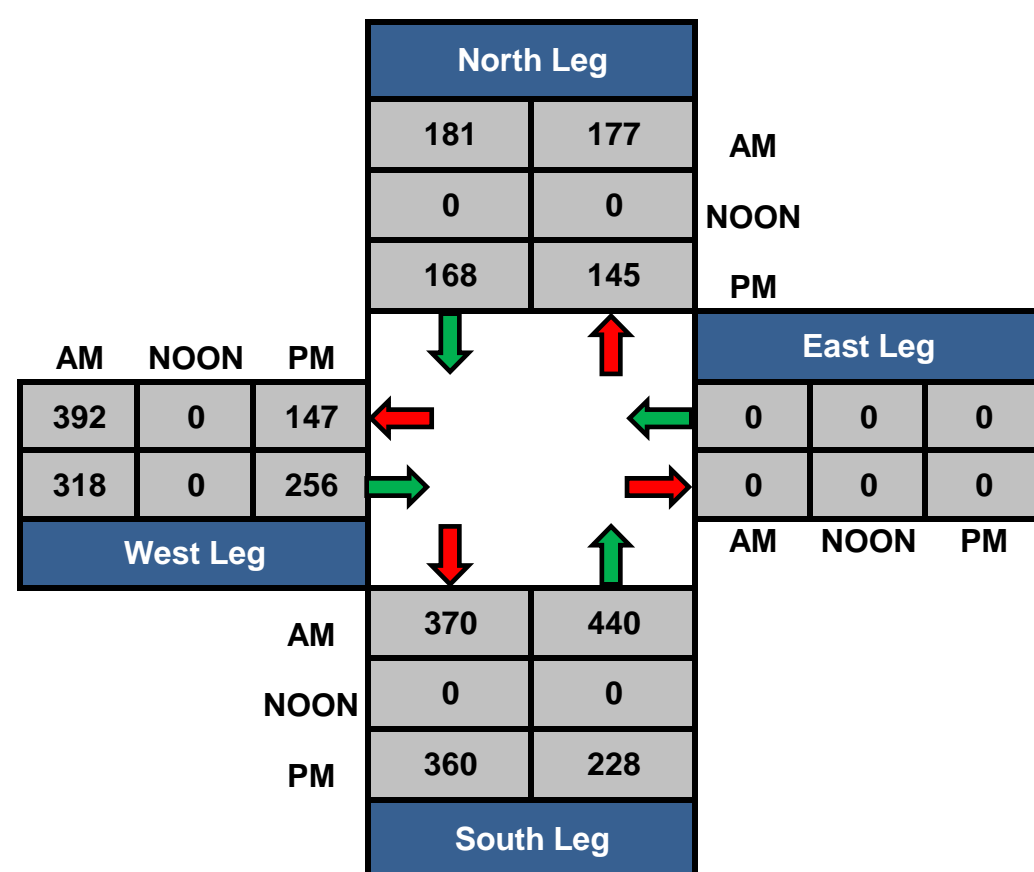 North Leg
181 177 AM
0 0 NOON
168 145 PM
East Leg
AM NOON PM
392 0 147
0 0 0
318 0 256
0 0 0
West Leg
AM NOON PM
AM 370 440
NOON 0 0
PM 360 228
South Leg